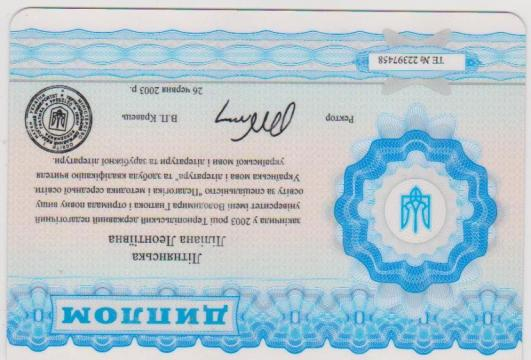 ДИПЛОМ
Літнянська
Ліліана Леонтіївна
закінчила у 2003 році Тернопільський державний педагогічний
університет імені Володимира Гнатюка і отримала повну вищу
освіту за спеціальністю "Педагогіка і методика середньої освіти.
Українська мова і література" та здобула кваліфікацію вчителя
української мови і літератури та зарубіжної літератури.
Ректор В.П. Кравець
26 червня 2003 р.
ТЕ № 22397458